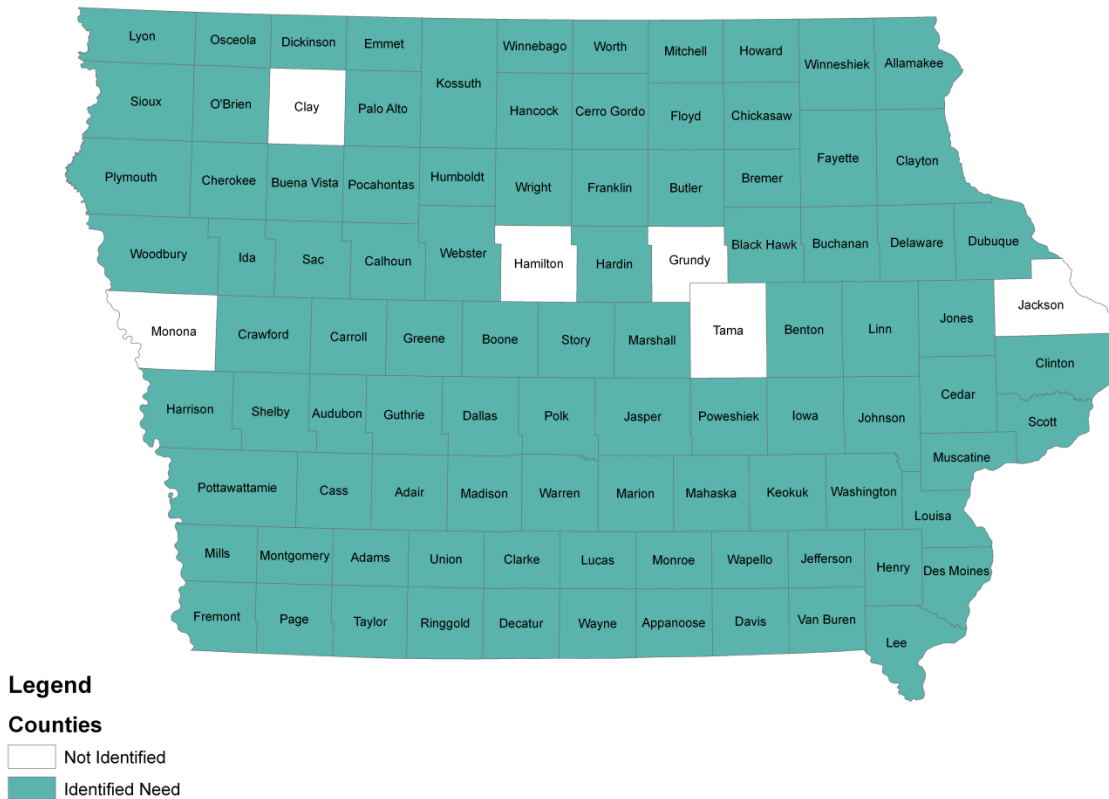 Lyon
Osceola
Dickinson
Emmet
Kossuth
Winnebago
Worth
Mitchell
Howard
Winneshiek
Allamakee
Sioux
O'Brien
Clay
Palo Alto
Hancock
Cerro Gordo
Floyd
Chickasaw
Fayette
Clayton
Plymouth
Cherokee
Buena Vista
Pocahontas
Humboldt
Wright
Franklin
Butler
Bremer
Woodbury
Ida
Sac
Calhoun
Webster
Hamilton
Hardin
Grundy
Black Hawk
Buchanan
Delaware
Dubuque
Monona
Crawford
Carroll
Greene
Boone
Story
Marshall
Tama
Benton
Linn
Jones
Jackson
Clinton
Harrison
Shelby
Audubon
Guthrie
Dallas
Polk
Jasper
Poweshiek
Iowa
Johnson
Cedar
Scott
Muscatine
Pottawattamie
Cass
Adair
Madison
Warren
Marion
Mahaska
Keokuk
Washington
Louisa
Mills
Montgomery
Adams
Union
Clarke
Lucas
Monroe
Wapello
Jefferson
Henry
Des Moines
Fremont
Page
Taylor
Ringgold
Decatur
Wayne
Appanoose
Davis
Van Buren
Lee
Legend
Counties
Not Identified
Identified Need